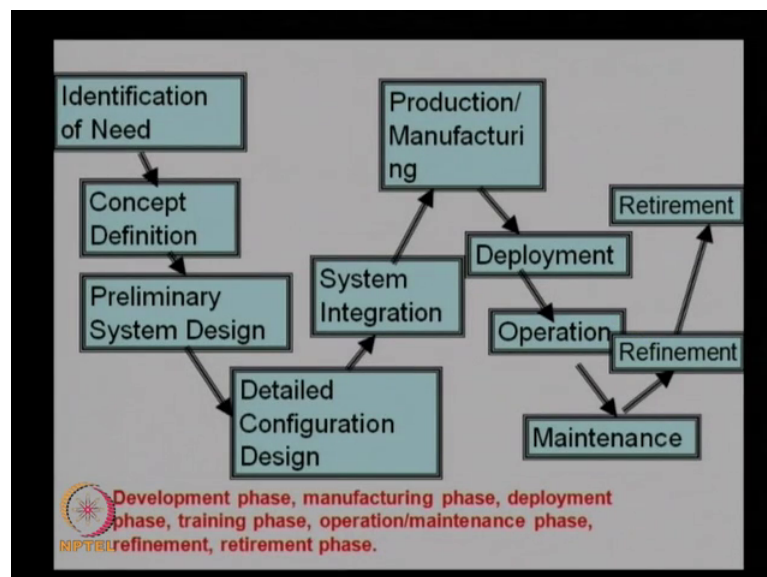 Identification
of Need
Concept
Definition
Preliminary
System Design
Detailed
Configuration
Design
System
Integration
Production/
Manufacturi
ng
Deployment
Operation
Maintenance
Refinement
Retirement
Development phase, manufacturing phase, deployment
phase, training phase, operation/maintenance phase,
refinement, retirement phase.
NPTEL